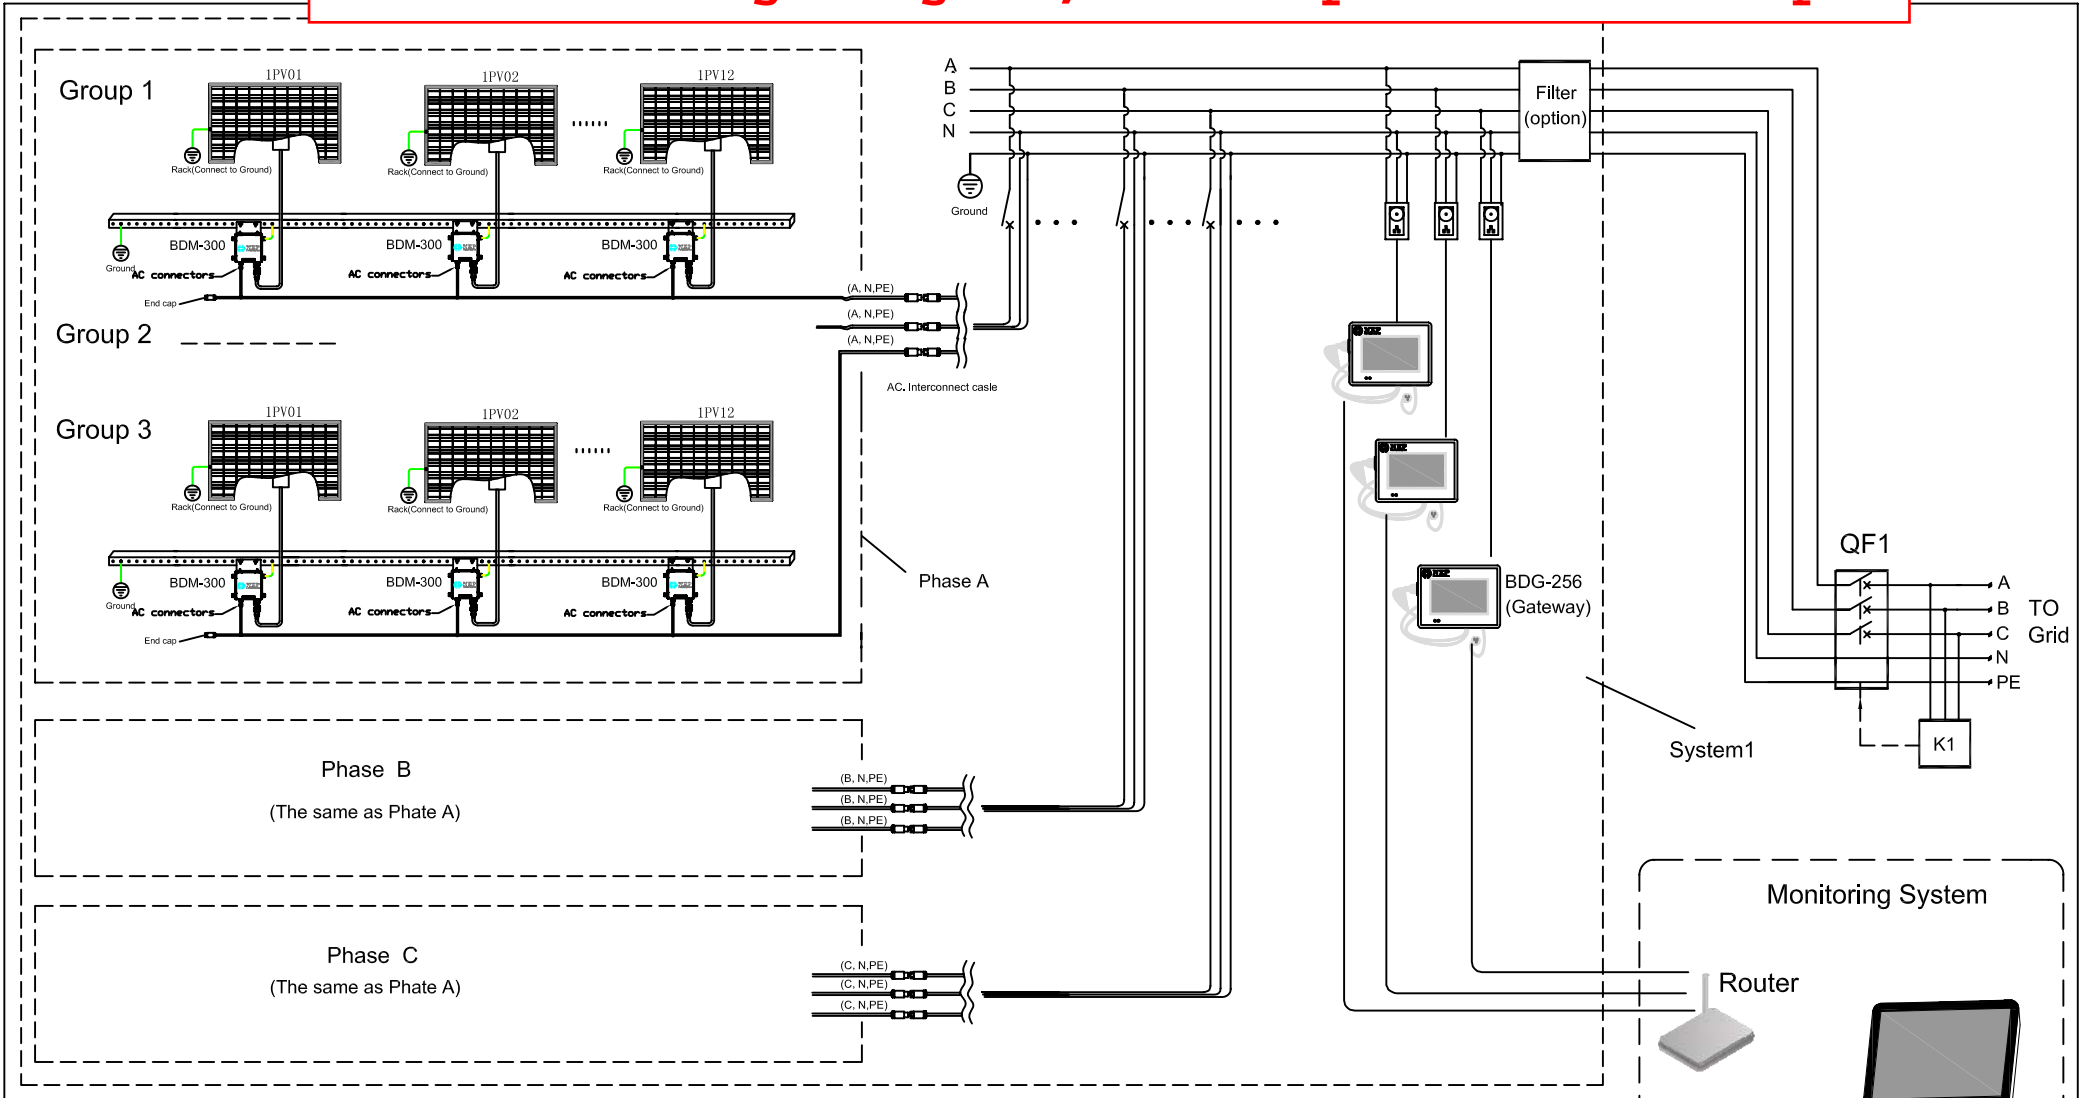 Group 1
1PV01
1PV02
1PV12
Rack(Connect to Ground)
Rack(Connect to Ground)
Rack(Connect to Ground)
BDM-300
BDM-300
BDM-300
Ground
AC connectors
AC connectors
AC connectors
End cap
(A, N,PE)
(A, N,PE)
(A, N,PE)
AC. Interconnect casle
Group 2
Group 3
1PV01
1PV02
1PV12
Rack(Connect to Ground)
Rack(Connect to Ground)
Rack(Connect to Ground)
BDM-300
BDM-300
BDM-300
Ground
AC connectors
AC connectors
AC connectors
End cap
Phase A
Phase B
(The same as Phate A)
(B, N,PE)
(B, N,PE)
(B, N,PE)
Phase C
(The same as Phate A)
(C, N,PE)
(C, N,PE)
(C, N,PE)
A
B
C
N
Ground
Filter
(option)
BDG-256
(Gateway)
System1
QF1
A
B
C
N
PE
TO
Grid
K1
Monitoring System
Router